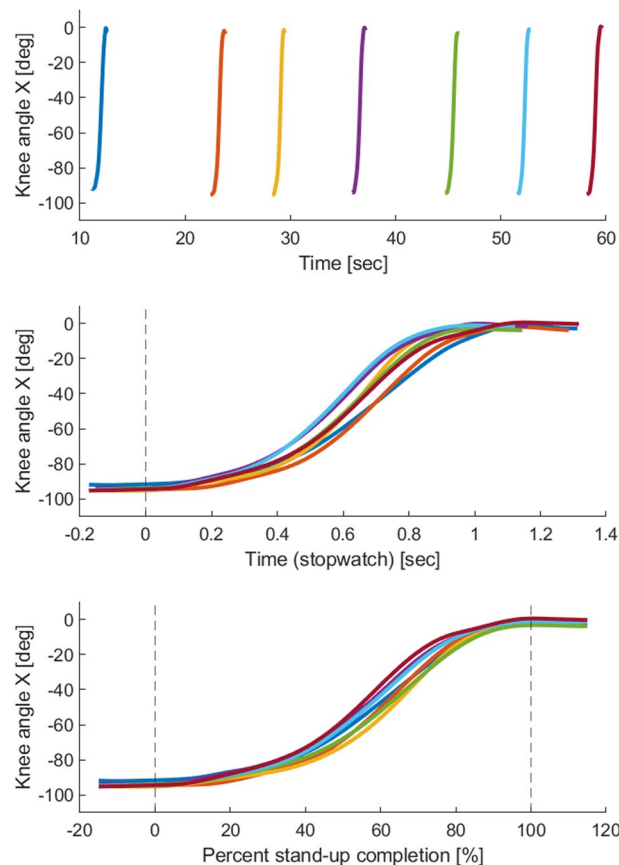 Knee angle X [deg]
0
-20
-40
-60
-80
-100
10 20 30 40 50 60
Time [sec]
Knee angle X [deg]
0
-20
-40
-60
-80
-100
-0.2 0 0.2 0.4 0.6 0.8 1 1.2 1.4
Time (stopwatch) [sec]
Knee angle X [deg]
0
-20
-40
-60
-80
-100
-20 0 20 40 60 80 100 120
Percent stand-up completion [%]